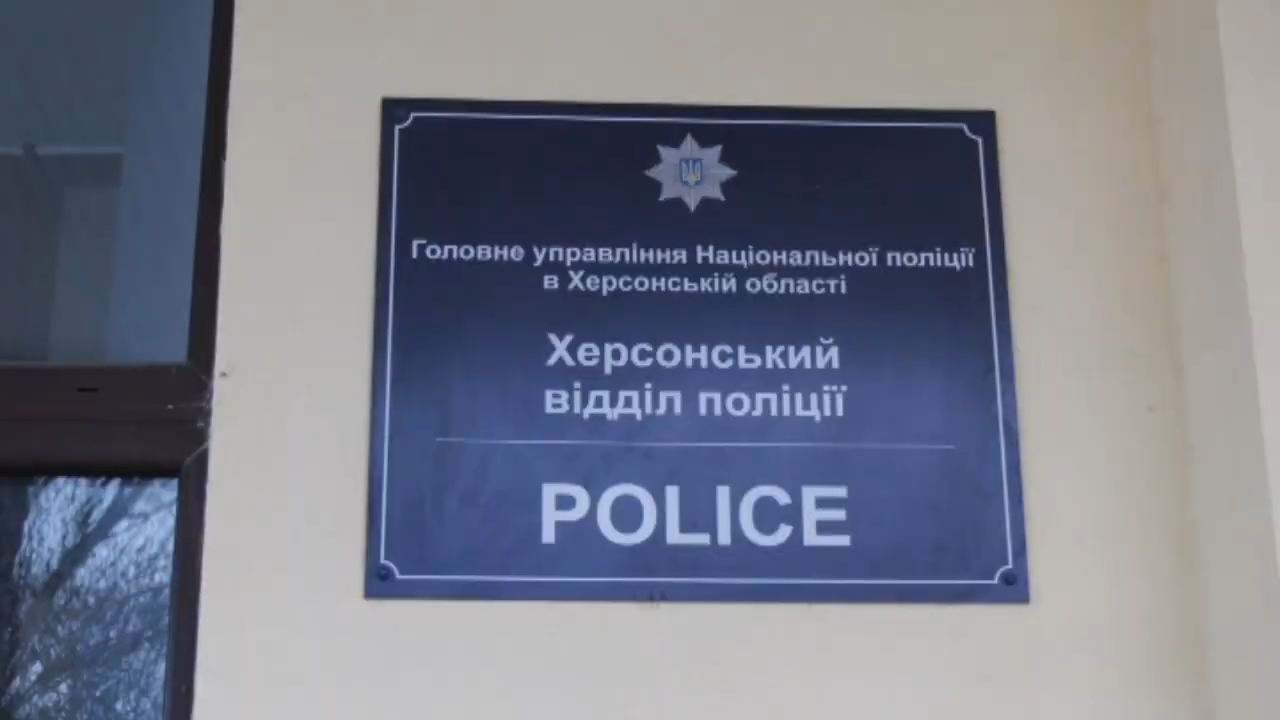 Головне управління Національної поліції
в Херсонській області
Херсонський
відділ поліції
POLICE